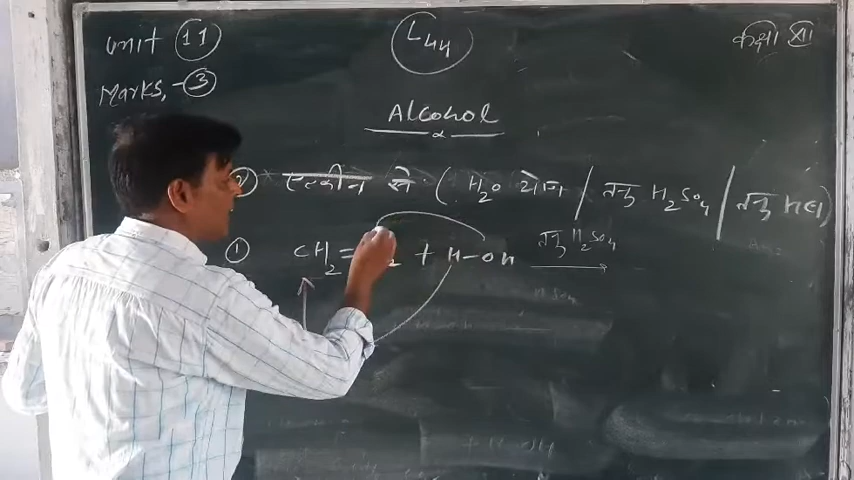 Unit 11
L44
कक्षा XII
Marks - 3
Alcohol
एल्कीन से ( H2O योग / तनु H2SO4 / तनु HCl )
1 CH2 = + H-OH तनु H2SO4